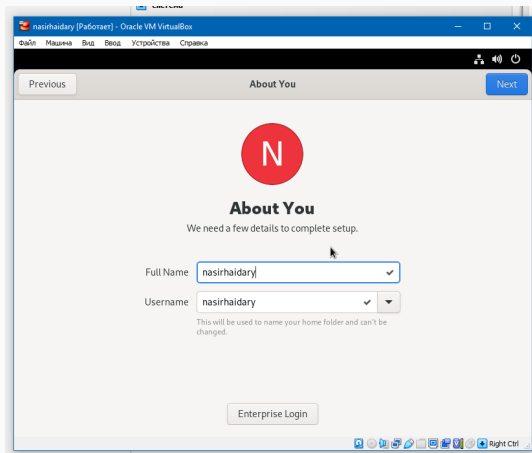 Система
nasirhaidary [Работает] - Oracle VM VirtualBox
Файл Машина Вид Ввод Устройства Справка
Previous About You Next
N
About You
We need a few details to complete setup.
Full Name nasirhaidary
Username nasirhaidary
This will be used to name your home folder and can't be
changed.
Enterprise Login
Right Ctrl